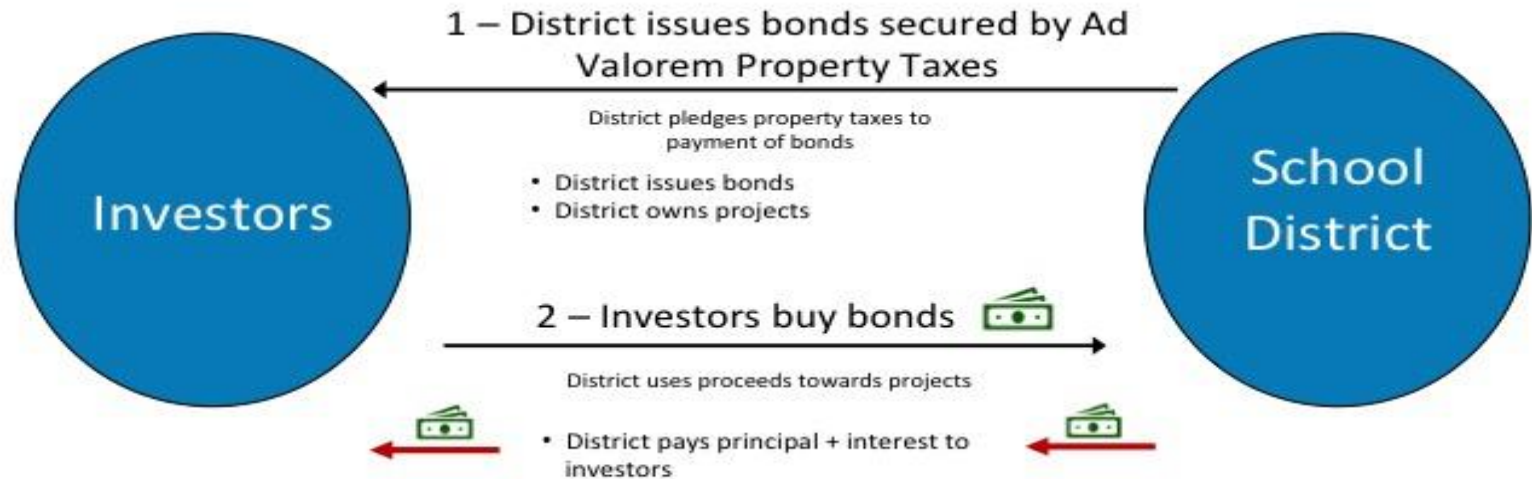 1 – District issues bonds secured by Ad
Valorem Property Taxes
District pledges property taxes to
payment of bonds
• District issues bonds
• District owns projects
Investors
School
District
2 – Investors buy bonds
District uses proceeds towards projects
• District pays principal + interest to
investors